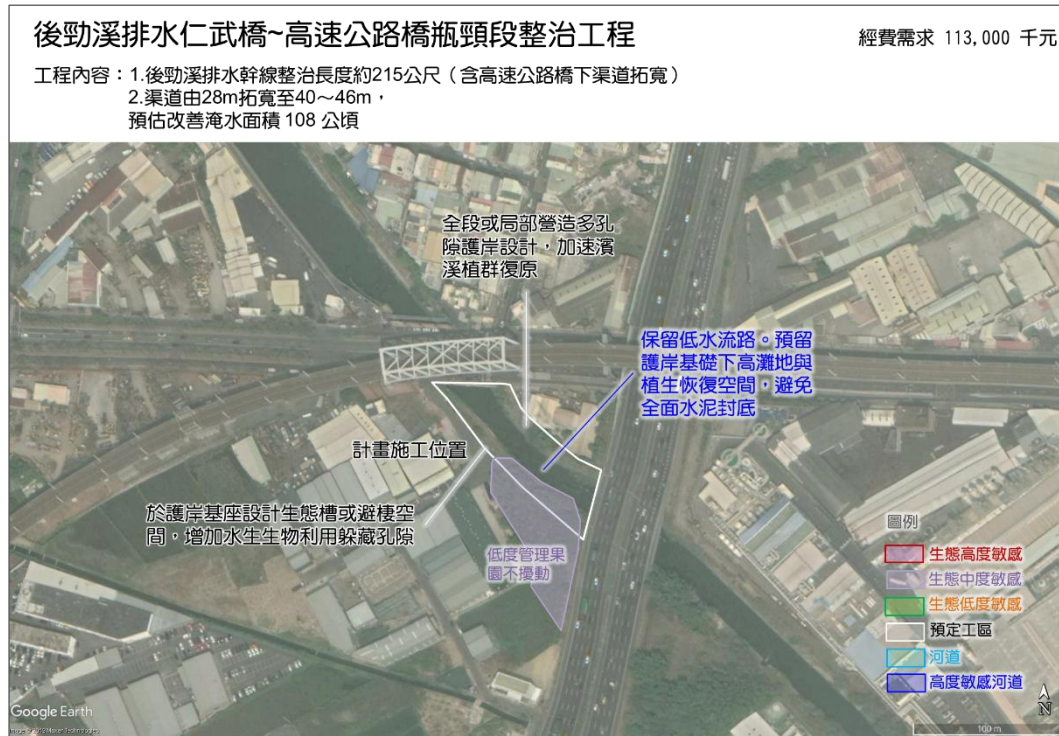 後勁溪排水仁武橋~高速公路橋瓶頸段整治工程
經費需求 113,000 千元
工程內容：1.後勁溪排水幹線整治長度約215公尺（含高速公路橋下渠道拓寬）
2.渠道由28m拓寬至40～46m，
預估改善淹水面積 108 公頃
全段或局部營造多孔
隙護岸設計，加速濱
溪植群復原
保留低水流路。預留
護岸基礎下高灘地與
植生恢復空間，避免
全面水泥封底
計畫施工位置
於護岸基座設計生態槽或避棲空
間，增加水生生物利用躲藏孔隙
低度管理果
園不擾動
圖例
生態高度敏感
生態中度敏感
生態低度敏感
預定工區
河道
高度敏感河道
Google Earth
N
100 m